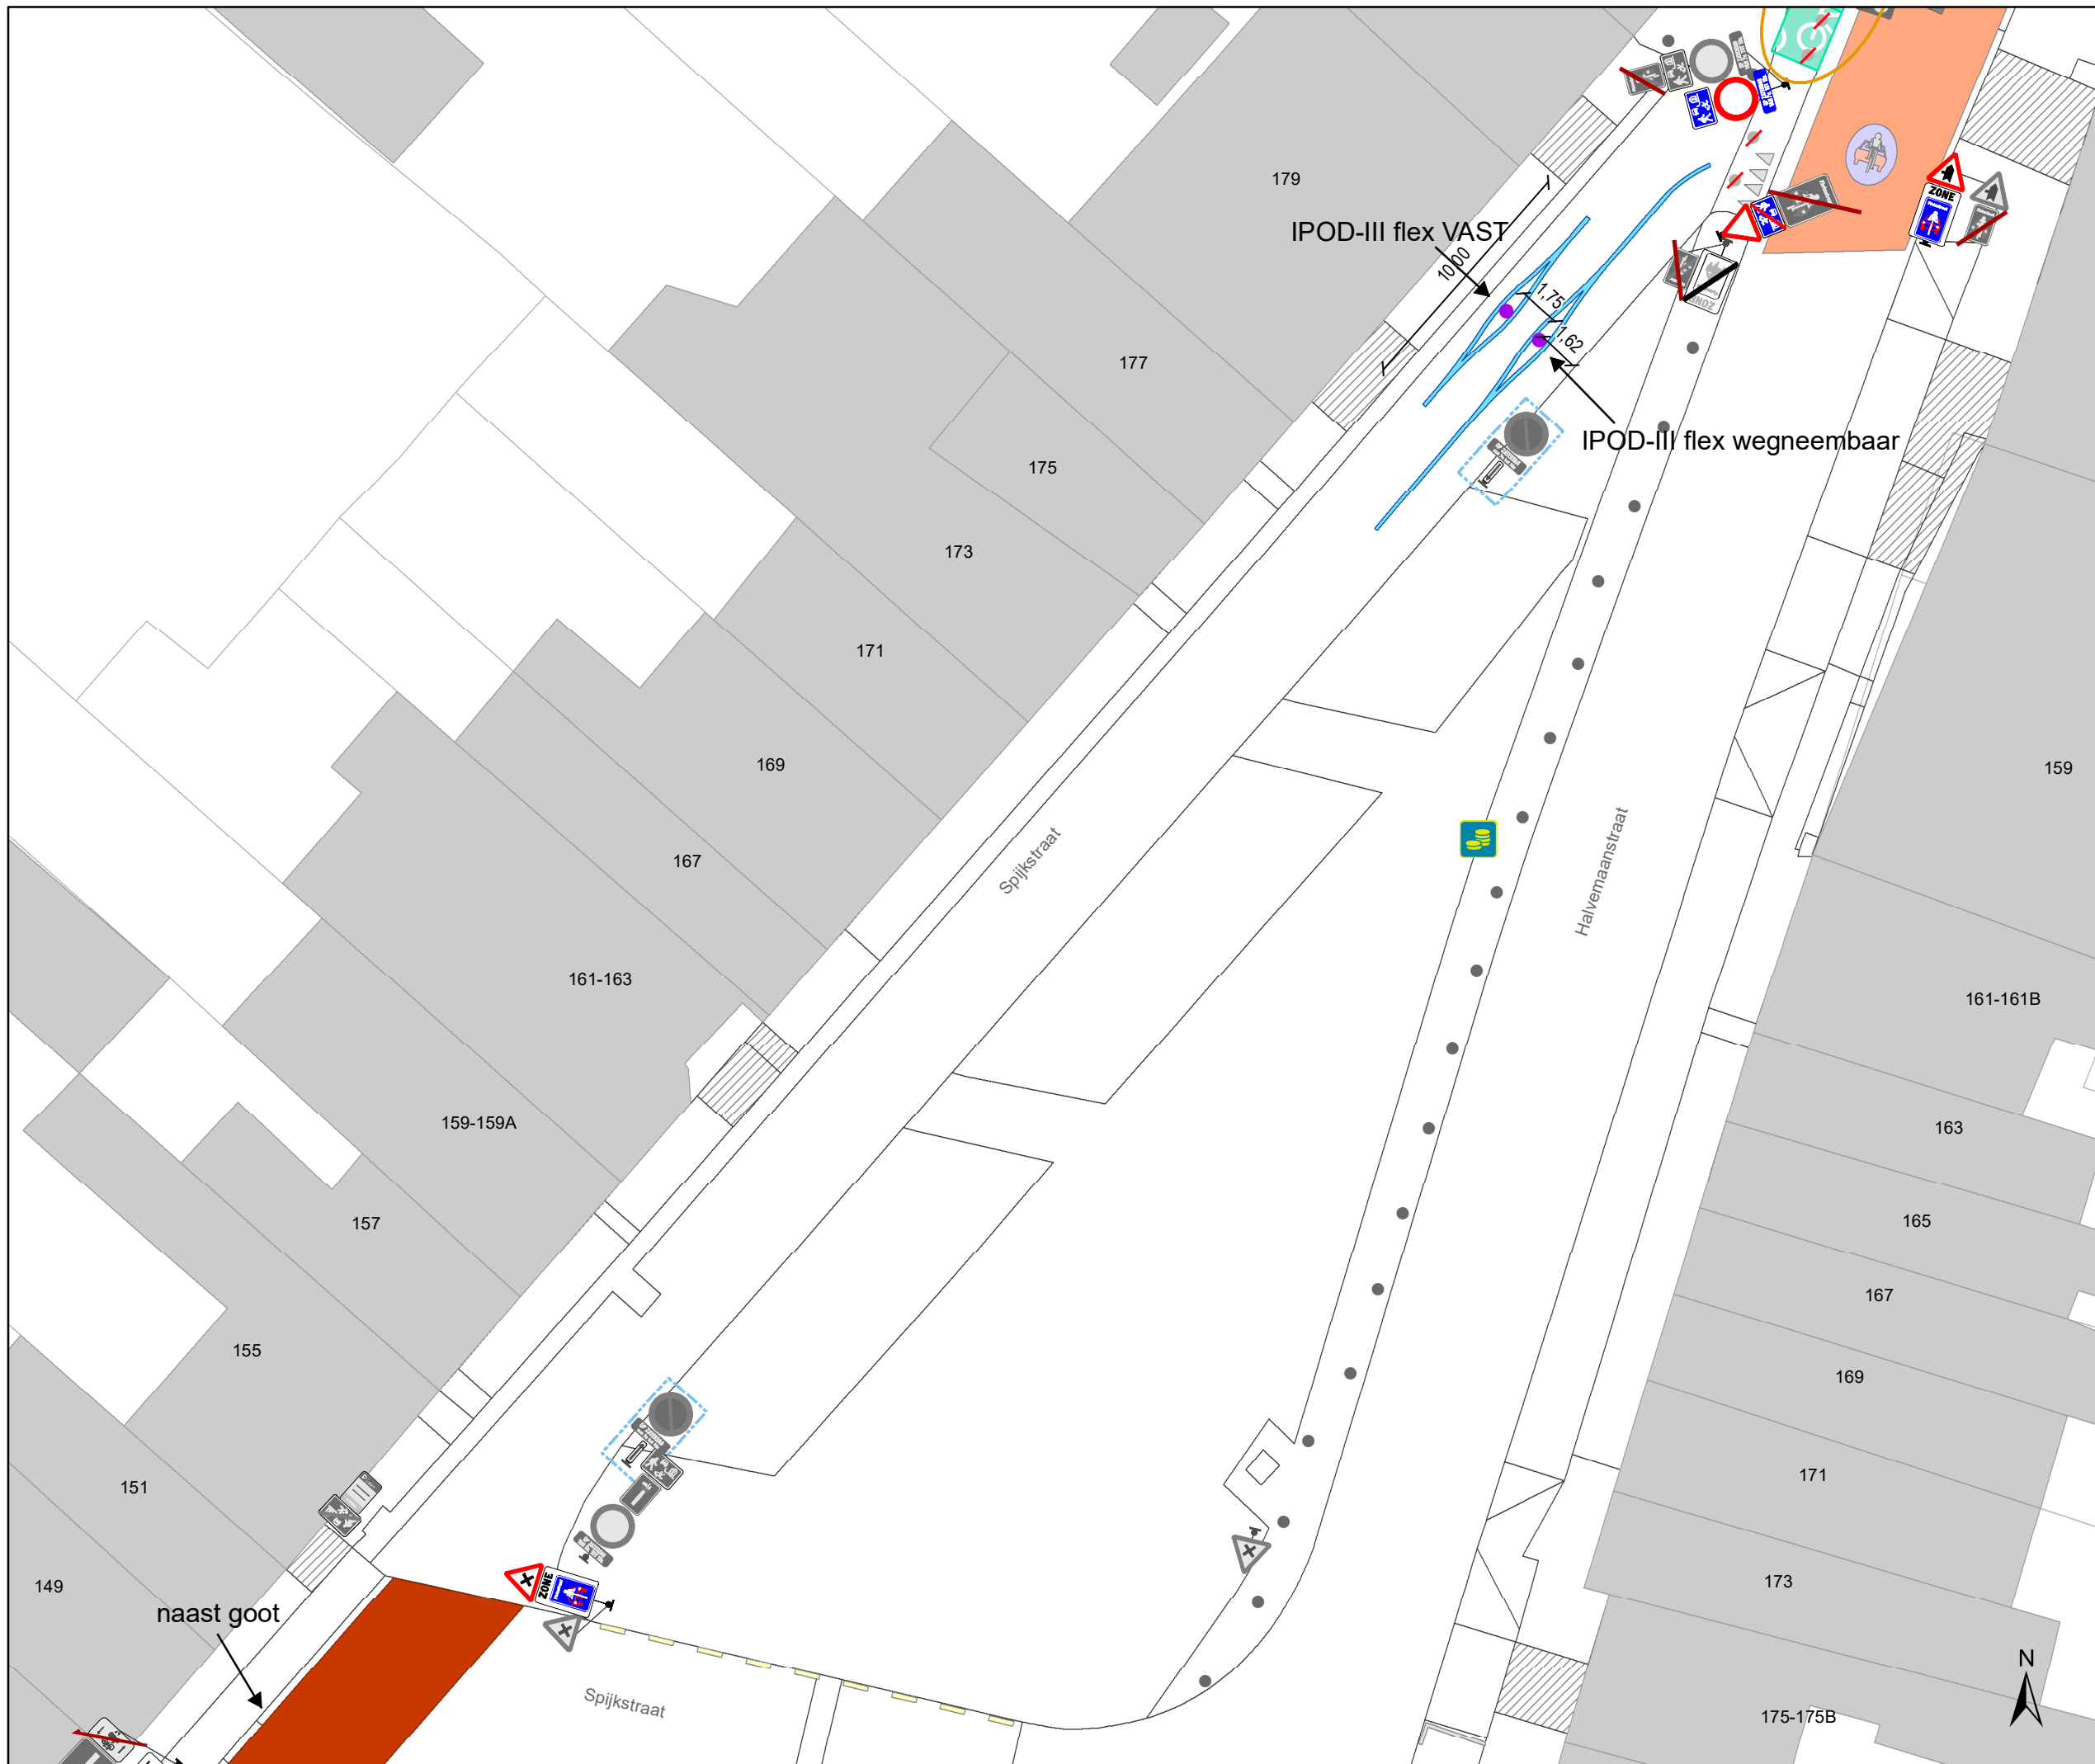 179
IPOD-III flex VAST
10,00
1,75
1,62
ZONE
177
175
IPOD-III flex wegneembaar
ZONE
173
171
169
159
167
Spijkstraat
Halvemaanstraat
161-163
161-161B
159-159A
163
157
165
167
155
169
151
171
149
ZONE
173
naast goot
Spijkstraat
175-175B
N